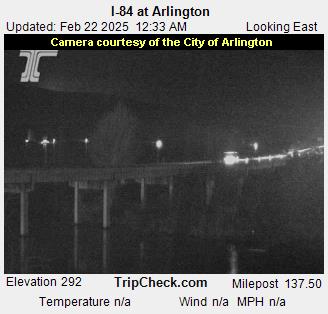 I-84 at Arlington
Updated: Feb 22 2025 12:33 AM Looking East
Camera courtesy of the City of Arlington
Elevation 292 TripCheck.com Milepost 137.50
Temperature n/a Wind n/a MPH n/a